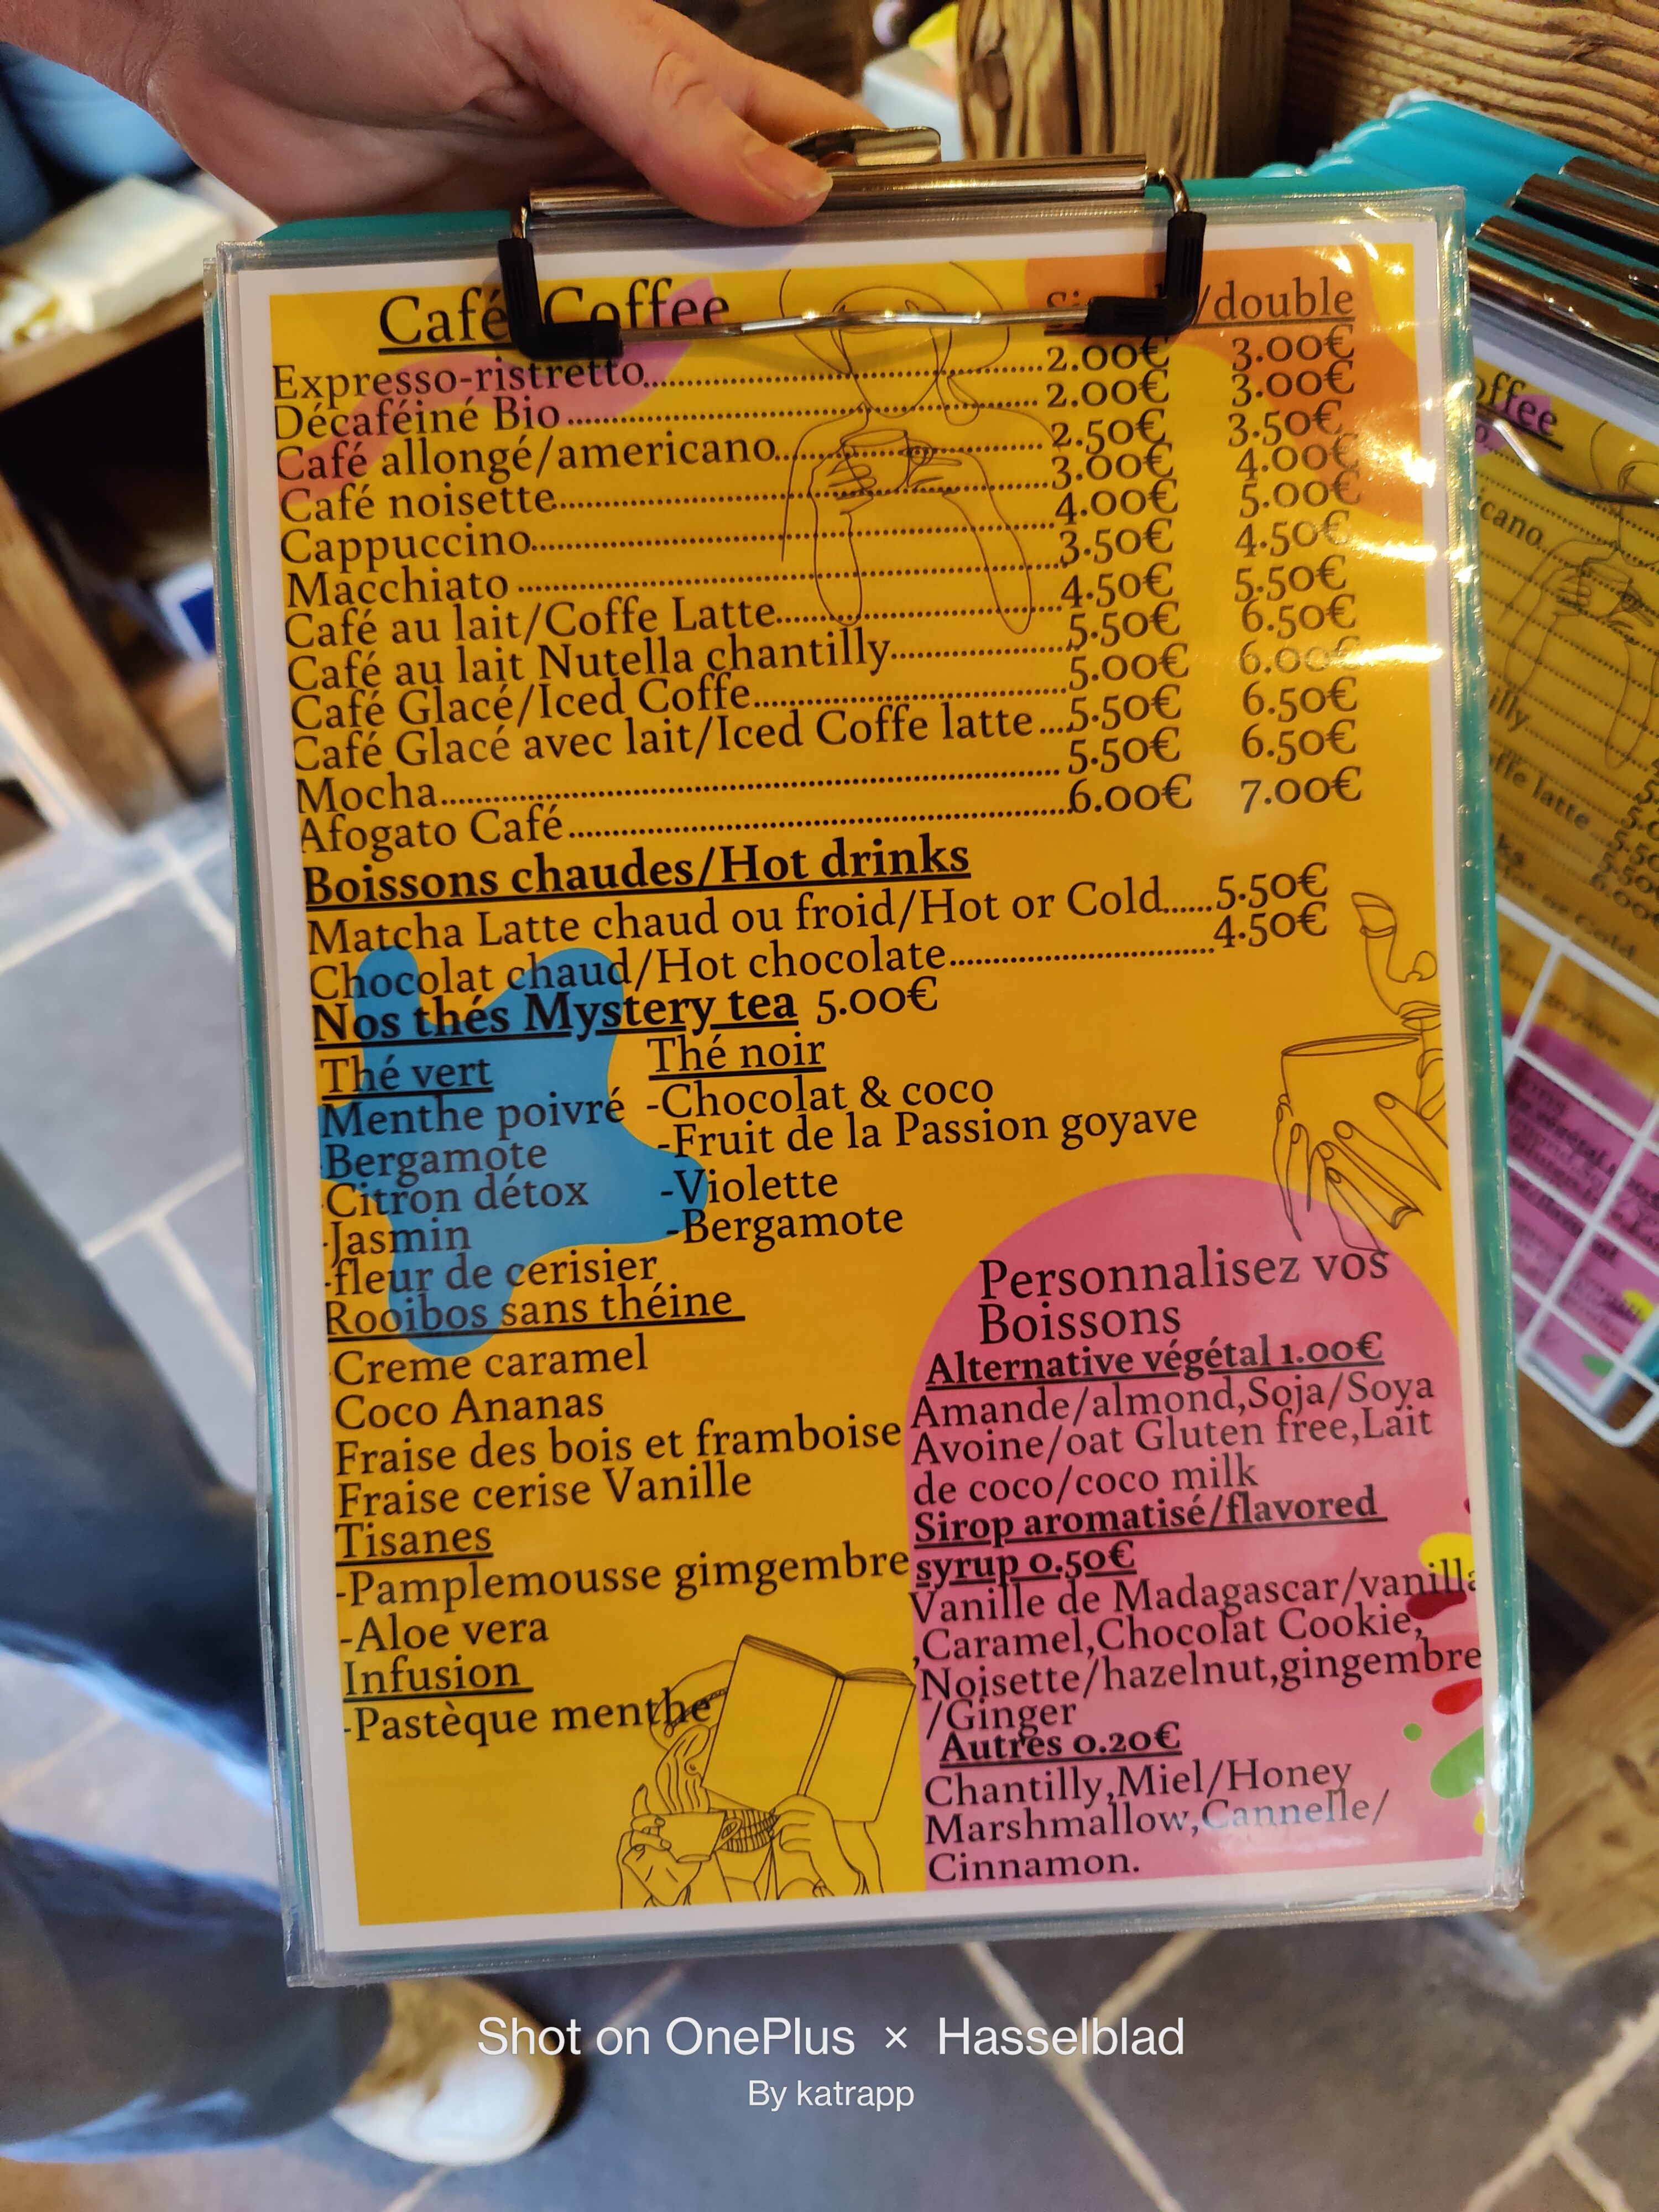 Café Coffee
/double
Expresso-ristretto 2.00€ 3.00€
Décaféiné Bio 2.00€ 3.00€
Café allongé/americano 2.50€ 3.50€
Café noisette 3.00€ 4.00€
Cappuccino 4.00€ 5.00€
Macchiato 3.50€ 4.50€
Café au lait/Coffe Latte 4.50€ 5.50€
Café au lait Nutella chantilly 5.50€ 6.50€
Café Glacé/Iced Coffe 5.00€ 6.00€
Café Glacé avec lait/Iced Coffe latte 5.50€ 6.50€
Mocha 5.50€ 6.50€
Afogato Café 6.00€ 7.00€
Boissons chaudes/Hot drinks
Matcha Latte chaud ou froid/Hot or Cold 5.50€
Chocolat chaud/Hot chocolate 4.50€
Nos thés Mystery tea 5.00€
Thé vert
Menthe poivré
Bergamote
Citron détox
-Jasmin
-fleur de cerisier
Thé noir
-Chocolat & coco
-Fruit de la Passion goyave
-Violette
-Bergamote
Rooibos sans théine
Creme caramel
Coco Ananas
Fraise des bois et framboise
Fraise cerise Vanille
Tisanes
-Pamplemousse gimgembre
-Aloe vera
Infusion
-Pastèque menthe
Personnalisez vos
Boissons
Alternative végétal 1.00€
Amande/almond,Soja/Soya
Avoine/oat Gluten free,Lait
de coco/coco milk
Sirop aromatisé/flavored
syrup 0.50€
Vanille de Madagascar/vanilla
,Caramel,Chocolat Cookie,
Noisette/hazelnut,gingembre
/Ginger
Autres 0.20€
Chantilly,Miel/Honey
Marshmallow,Cannelle/
Cinnamon.
Shot on OnePlus × Hasselblad
By katrapp